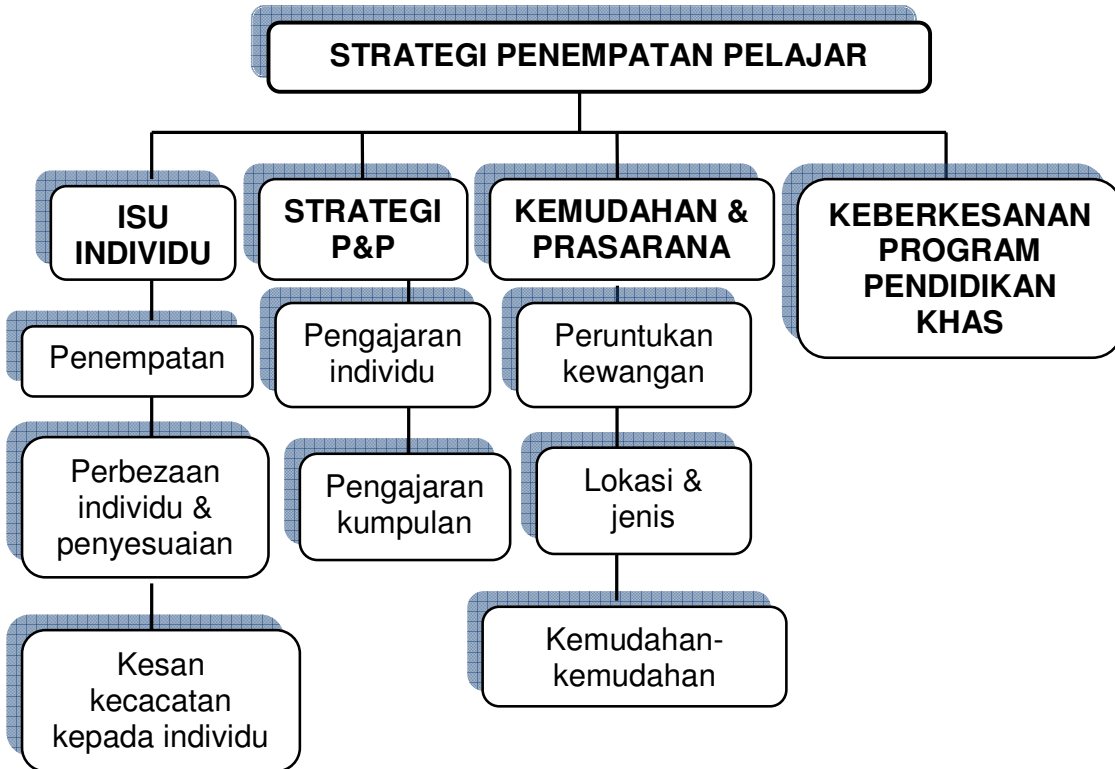 STRATEGI PENEMPATAN PELAJAR
ISU
INDIVIDU
STRATEGI
P&P
KEMUDAHAN &
PRASARANA
KEBERKESANAN
PROGRAM
PENDIDIKAN
KHAS
Penempatan
Pengajaran
individu
Peruntukan
kewangan
Perbezaan
individu &
penyesuaian
Pengajaran
kumpulan
Lokasi &
jenis
Kesan
kecacatan
kepada individu
Kemudahan-
kemudahan